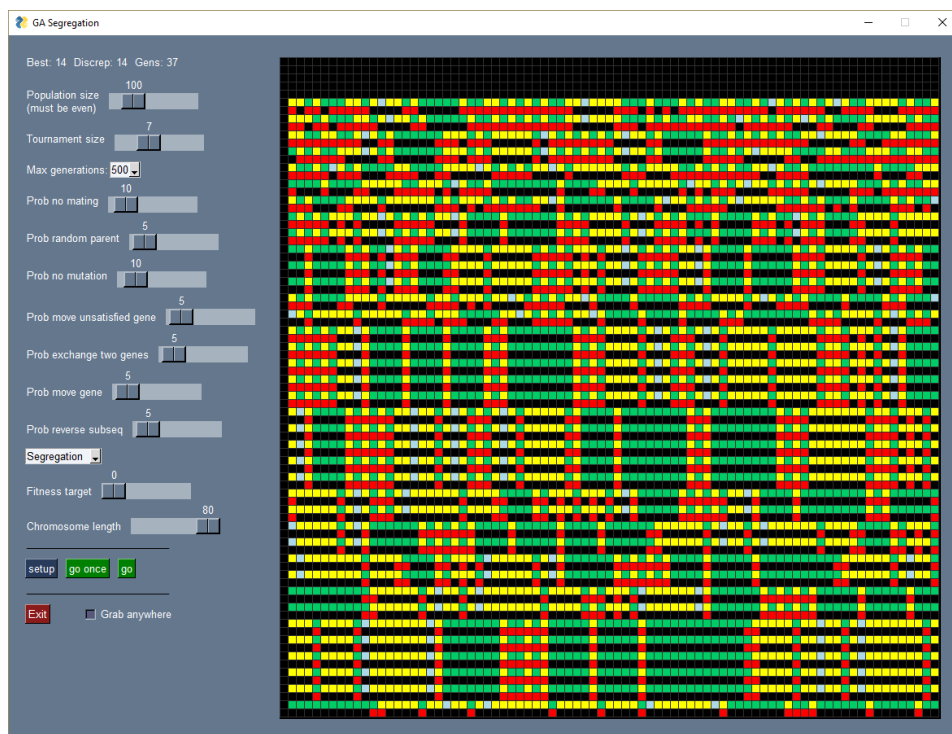 GA Segregation
Best: 14 Discrep: 14 Gens: 37
100
Population size
(must be even)
7
Tournament size
Max generations: 500
10
Prob no mating
5
Prob random parent
10
Prob no mutation
5
Prob move unsatisfied gene
5
Prob exchange two genes
5
Prob move gene
5
Prob reverse subseq
Segregation
0
Fitness target
80
Chromosome length
setup go once go
Exit Grab anywhere